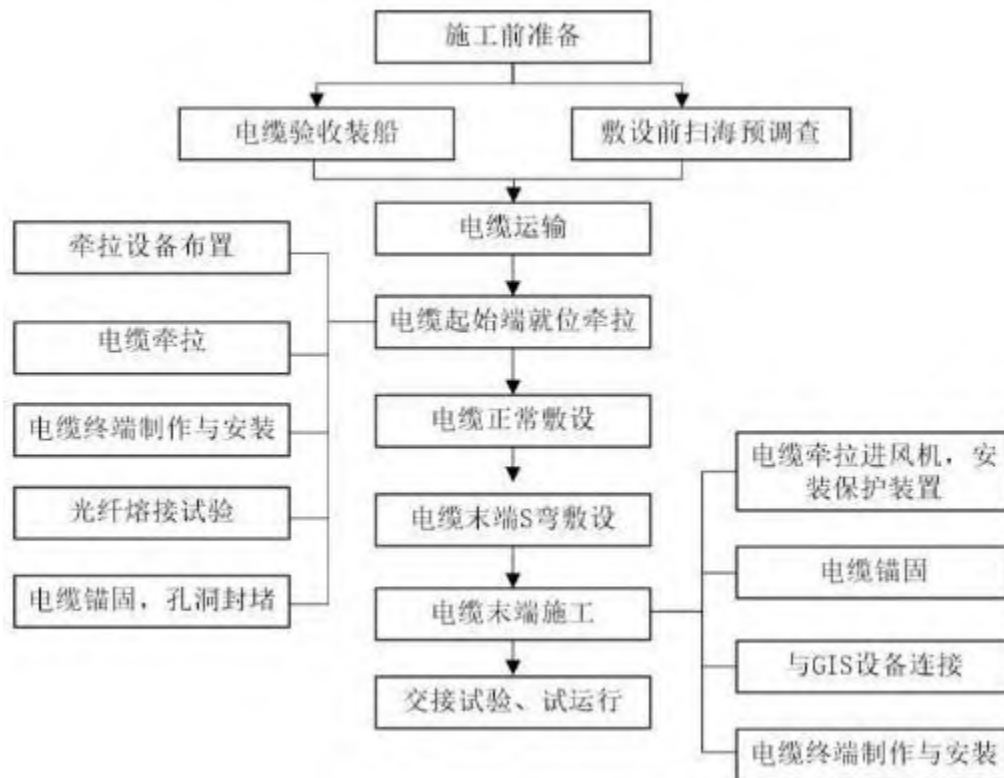 施工前准备
电缆验收装船
敷设前扫海预调查
电缆运输
牵拉设备布置
电缆起始端就位牵拉
电缆牵拉
电缆正常敷设
电缆终端制作与安装
电缆牵拉进风机，安
装保护装置
光纤熔接试验
电缆末端S弯敷设
电缆锚固
电缆锚固，孔洞封堵
电缆末端施工
与GIS设备连接
交接试验、试运行
电缆终端制作与安装